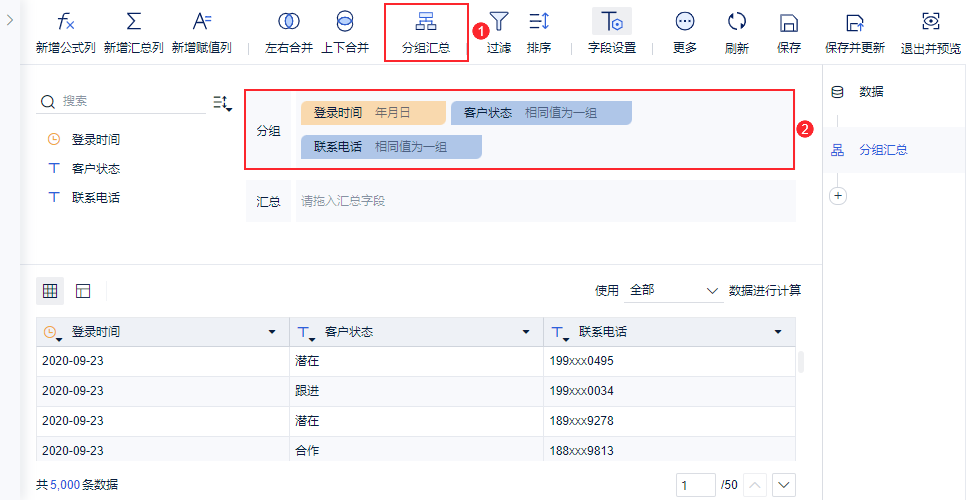 新增公式列 新增汇总列 新增赋值列 左右合并 上下合并 分组汇总 1 过滤 排序 字段设置 更多 刷新 保存 保存并更新 退出并预览
搜索
登录时间
客户状态
联系电话
分组
登录时间 年月日 客户状态 相同值为一组
联系电话 相同值为一组
2
汇总 请拖入汇总字段
数据
分组汇总
使用 全部 数据进行计算
登录时间 客户状态 联系电话
2020-09-23 潜在 199xxx0495
2020-09-23 跟进 199xxx0034
2020-09-23 潜在 189xxx9278
2020-09-23 合作 188xxx9813
共 5,000 条数据 1 /50